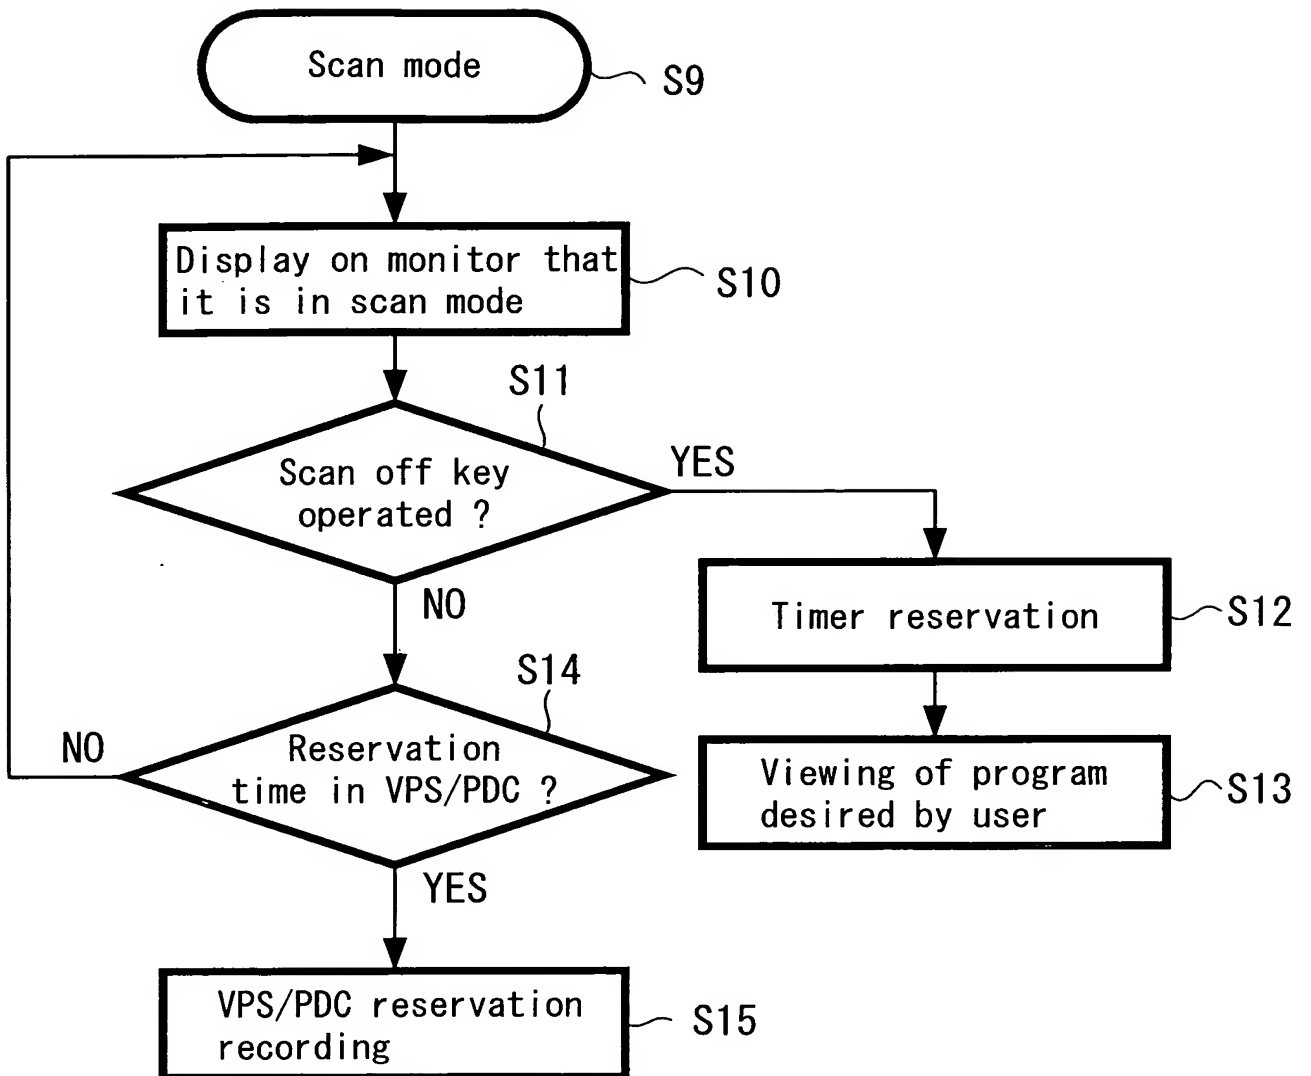 Scan mode
S9
Display on monitor that
it is in scan mode
S10
S11
Scan off key
operated ?
YES
NO
Timer reservation
S12
S14
Reservation
time in VPS/PDC ?
NO
Viewing of program
desired by user
S13
YES
VPS/PDC reservation
recording
S15